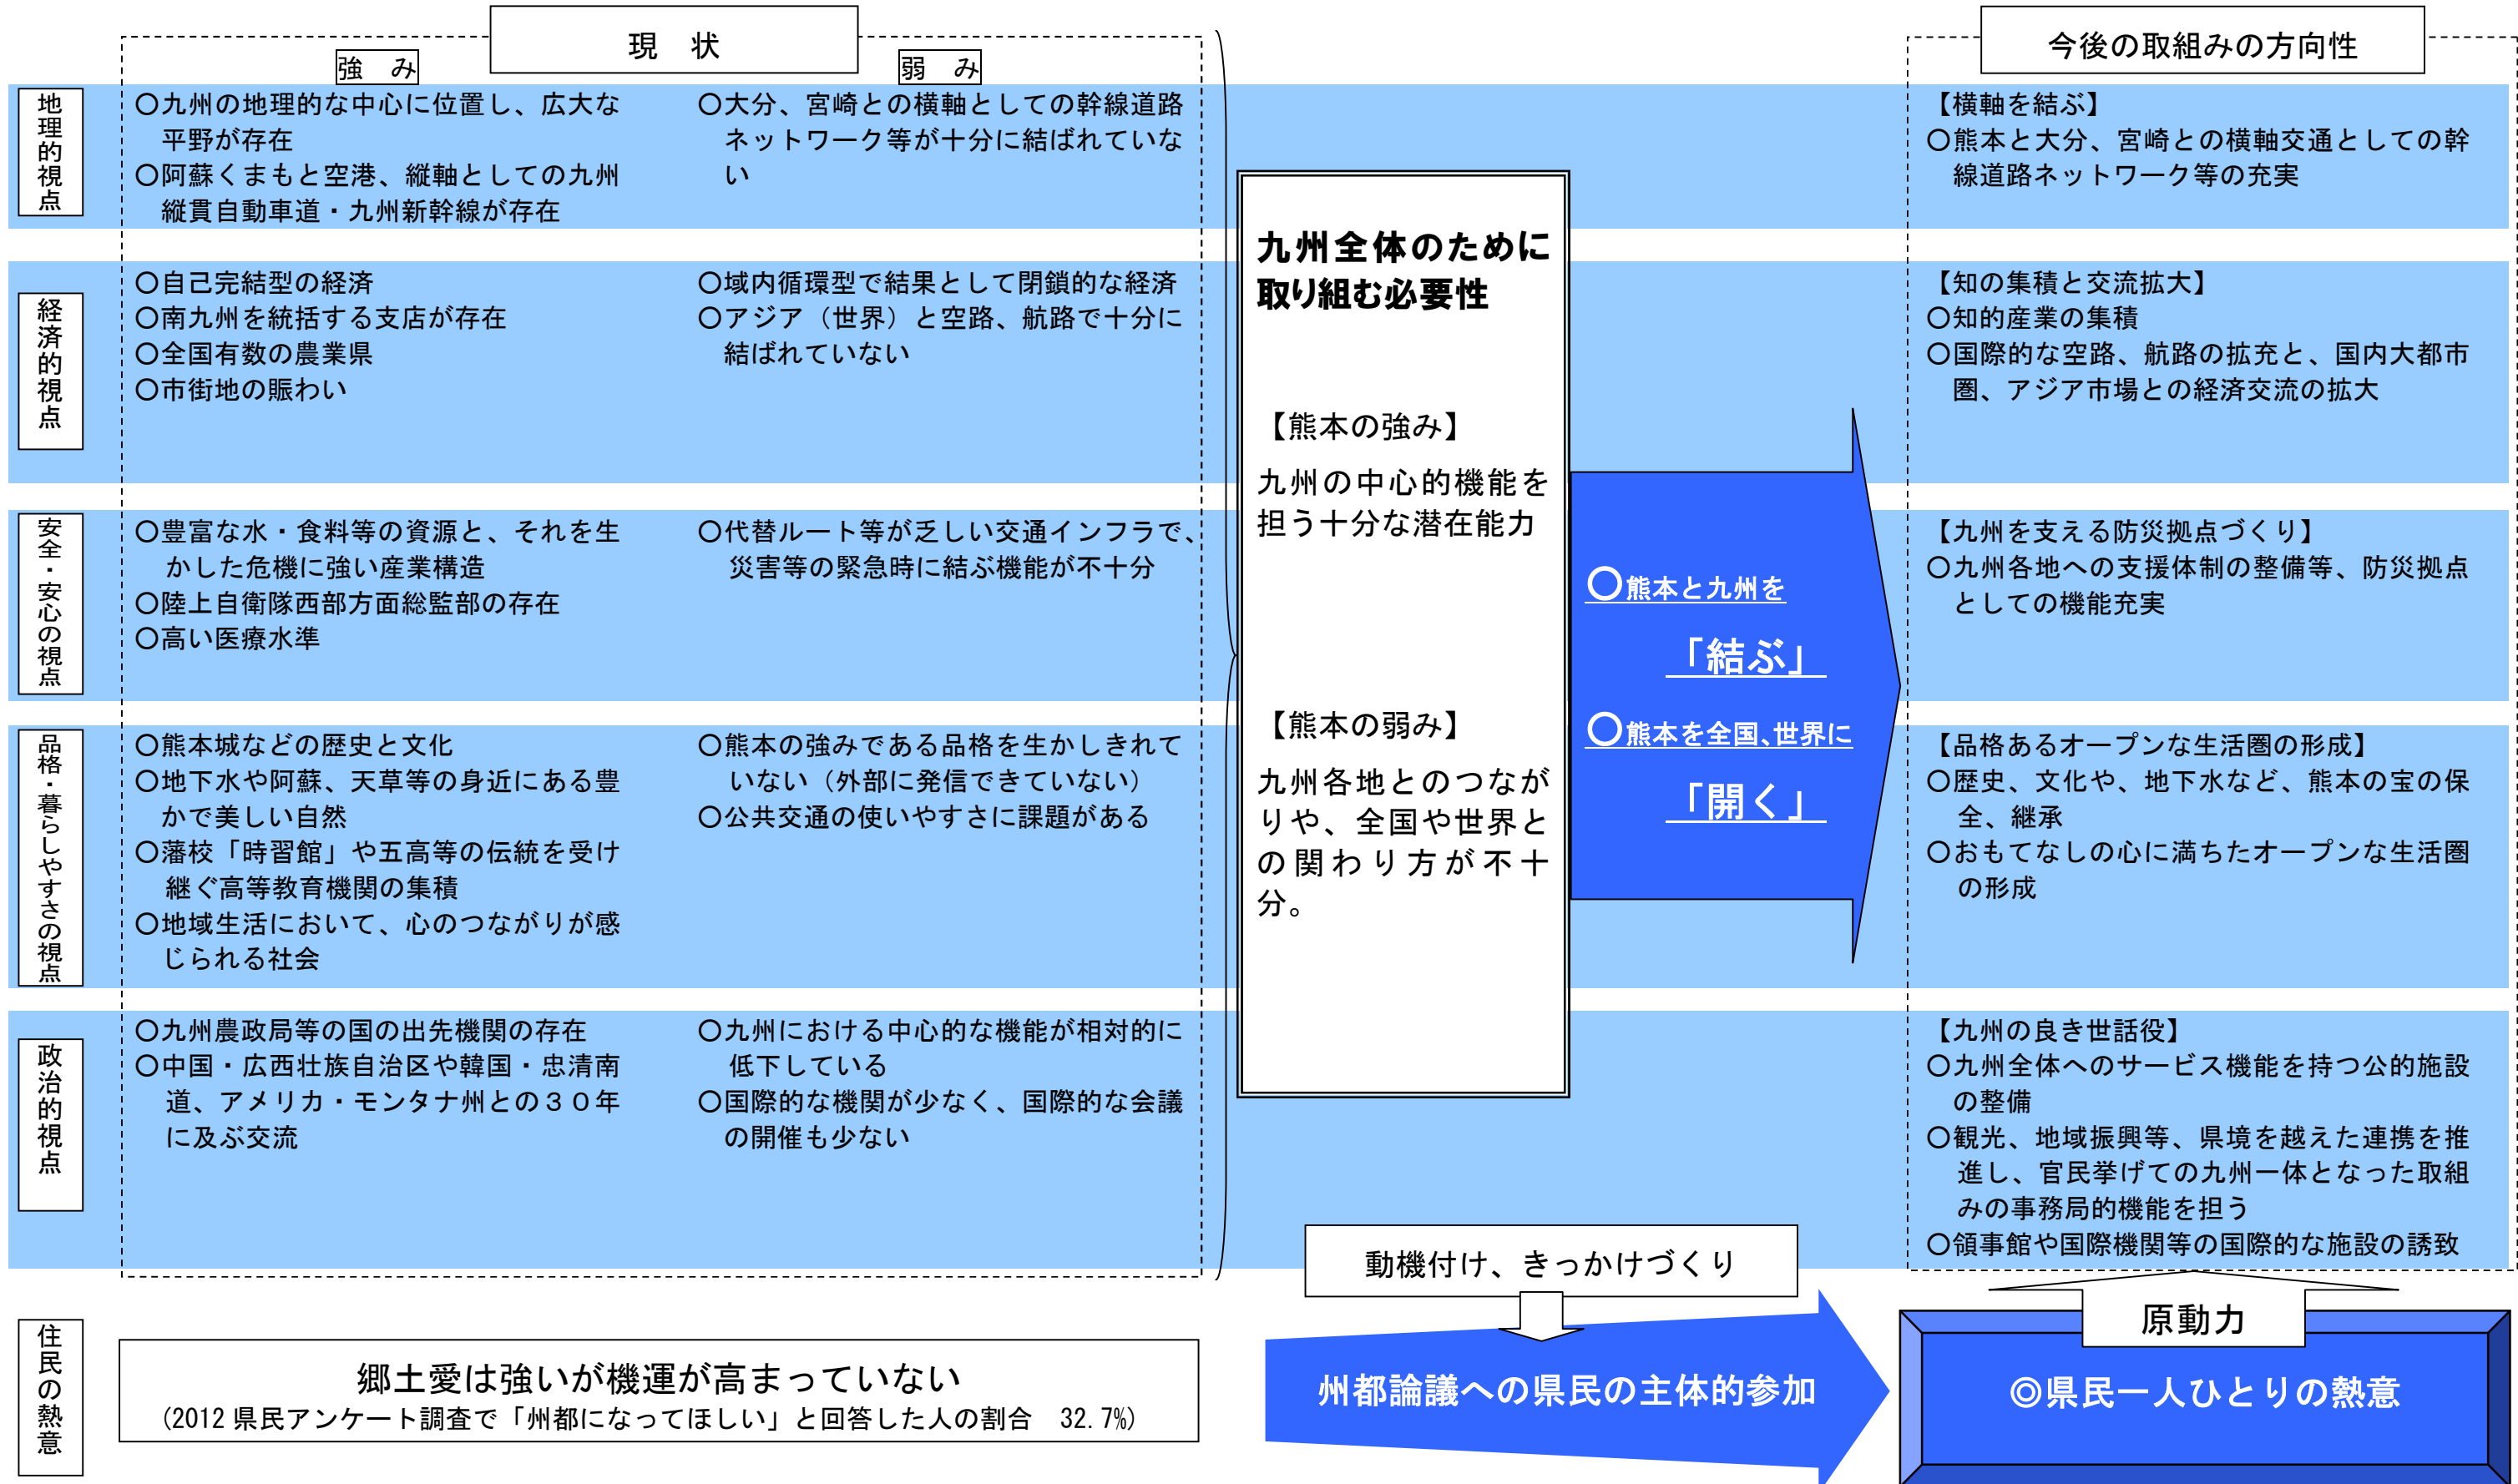 現　状
今後の取組みの方向性
強　み
弱　み
地理的視点
〇九州の地理的な中心に位置し、広大な
平野が存在
〇阿蘇くまもと空港、縦軸としての九州
縦貫自動車道・九州新幹線が存在
〇大分、宮崎との横軸としての幹線道路
ネットワーク等が十分に結ばれていな
い
【横軸を結ぶ】
〇熊本と大分、宮崎との横軸交通としての幹
線道路ネットワーク等の充実
経済的視点
〇自己完結型の経済
〇南九州を統括する支店が存在
〇全国有数の農業県
〇市街地の賑わい
〇域内循環型で結果として閉鎖的な経済
〇アジア（世界）と空路、航路で十分に
結ばれていない
【知の集積と交流拡大】
〇知的産業の集積
〇国際的な空路、航路の拡充と、国内大都市
圏、アジア市場との経済交流の拡大
安全・安心の視点
〇豊富な水・食料等の資源と、それを生
かした危機に強い産業構造
〇陸上自衛隊西部方面総監部の存在
〇高い医療水準
〇代替ルート等が乏しい交通インフラで、
災害等の緊急時に結ぶ機能が不十分
【九州を支える防災拠点づくり】
〇九州各地への支援体制の整備等、防災拠点
としての機能充実
品格・暮らしやすさの視点
〇熊本城などの歴史と文化
〇地下水や阿蘇、天草等の身近にある豊
かで美しい自然
〇藩校「時習館」や五高等の伝統を受け
継ぐ高等教育機関の集積
〇地域生活において、心のつながりが感
じられる社会
〇熊本の強みである品格を生かしきれて
いない（外部に発信できていない）
〇公共交通の使いやすさに課題がある
【品格あるオープンな生活圏の形成】
〇歴史、文化や、地下水など、熊本の宝の保
全、継承
〇おもてなしの心に満ちたオープンな生活圏
の形成
政治的視点
〇九州農政局等の国の出先機関の存在
〇中国・広西壮族自治区や韓国・忠清南
道、アメリカ・モンタナ州との３０年
に及ぶ交流
〇九州における中心的な機能が相対的に
低下している
〇国際的な機関が少なく、国際的な会議
の開催も少ない
【九州の良き世話役】
〇九州全体へのサービス機能を持つ公的施設
の整備
〇観光、地域振興等、県境を越えた連携を推
進し、官民挙げての九州一体となった取組
みの事務局的機能を担う
〇領事館や国際機関等の国際的な施設の誘致
九州全体のために
取り組む必要性
【熊本の強み】
九州の中心的機能を
担う十分な潜在能力
【熊本の弱み】
九州各地とのつなが
りや、全国や世界と
の関わり方が不十
分。
〇熊本と九州を
「結ぶ」
〇熊本を全国、世界に
「開く」
動機付け、きっかけづくり
原動力
住民の熱意
郷土愛は強いが機運が高まっていない
(2012 県民アンケート調査で「州都になってほしい」と回答した人の割合　32.7%)
州都論議への県民の主体的参加
◎県民一人ひとりの熱意